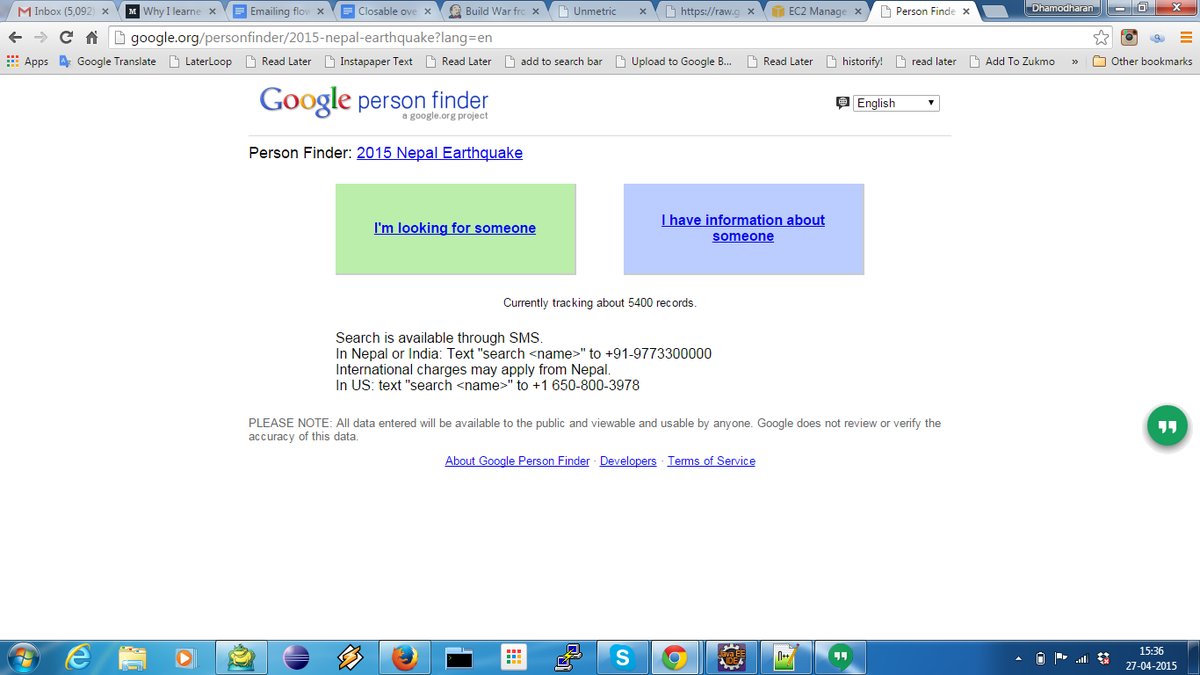 Inbox (5,092
Why I learne
Emailing flov
Closable ove
Build War fro
Unmetric
https://raw.g
EC2 Manage
Person Finde
Dhamodharan
google.org/personfinder/2015-nepal-earthquake?lang=en
Apps
Google Translate
LaterLoop
Read Later
Instapaper Text
Read Later
add to search bar
Upload to Google B...
Read Later
historify!
read later
Add To Zukmo
»
Other bookmarks
Google person finder
a google.org project
English
Person Finder: 2015 Nepal Earthquake
I'm looking for someone
I have information about
someone
Currently tracking about 5400 records.
Search is available through SMS.
In Nepal or India: Text "search <name>" to +91-9773300000
International charges may apply from Nepal.
In US: text "search <name>" to +1 650-800-3978
PLEASE NOTE: All data entered will be available to the public and viewable and usable by anyone. Google does not review or verify the
accuracy of this data.
About Google Person Finder · Developers · Terms of Service
Java EE
IDE
15:36
27-04-2015